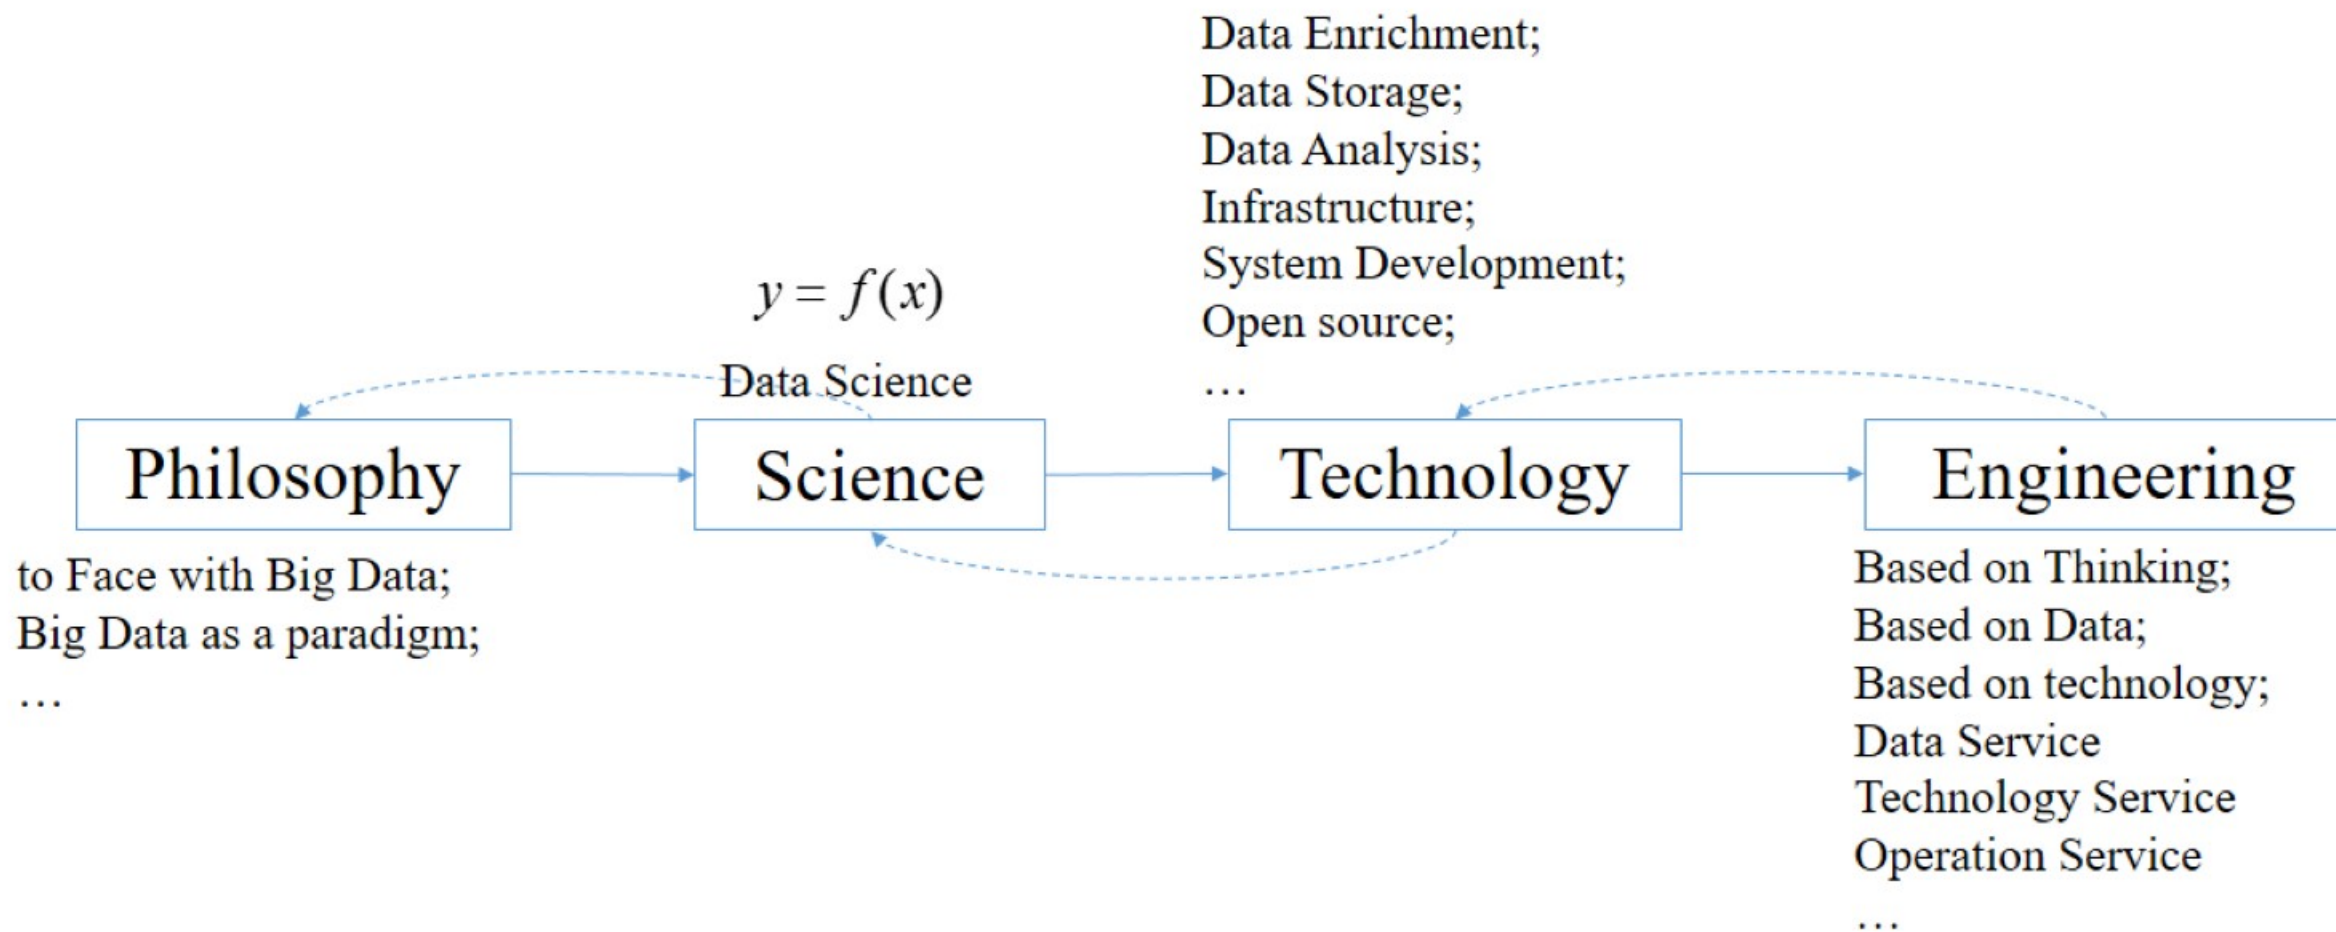 Data Enrichment;
Data Storage;
Data Analysis;
Infrastructure;
System Development;
Open source;
…
y = f(x)
Data Science
Philosophy
Science
Technology
Engineering
to Face with Big Data;
Big Data as a paradigm;
…
Based on Thinking;
Based on Data;
Based on technology;
Data Service
Technology Service
Operation Service
…